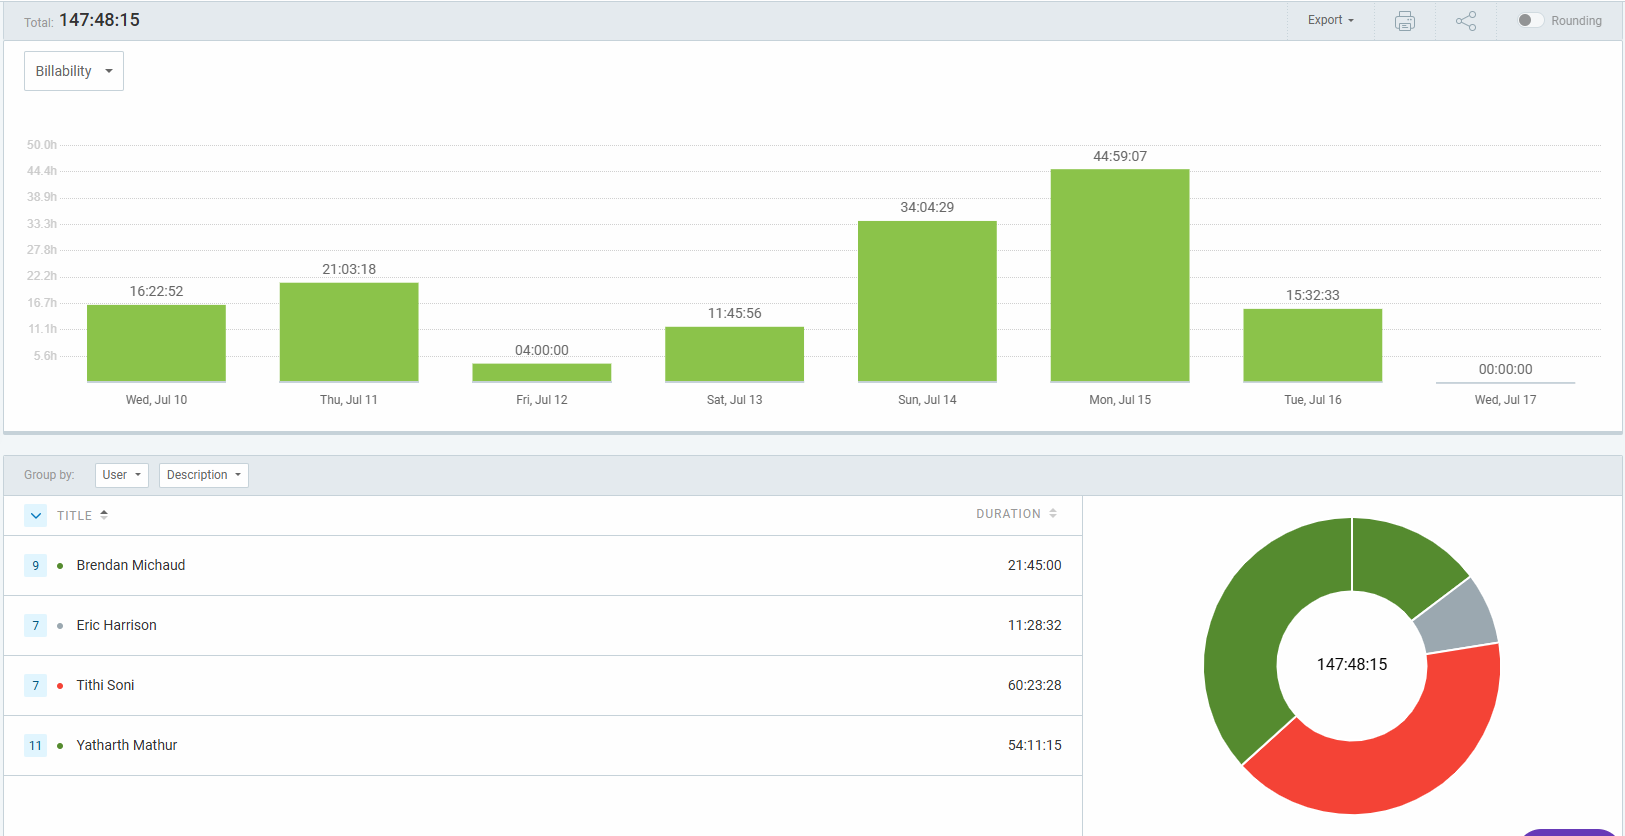 Total: 147:48:15
Export
Rounding
Billability
50.0h
44.4h
38.9h
33.3h
27.8h
22.2h
16.7h
11.1h
5.6h
16:22:52
21:03:18
04:00:00
11:45:56
34:04:29
44:59:07
15:32:33
00:00:00
Wed, Jul 10
Thu, Jul 11
Fri, Jul 12
Sat, Jul 13
Sun, Jul 14
Mon, Jul 15
Tue, Jul 16
Wed, Jul 17
Group by: User Description
TITLE DURATION
9 Brendan Michaud 21:45:00
7 Eric Harrison 11:28:32
7 Tithi Soni 60:23:28
11 Yatharth Mathur 54:11:15
147:48:15